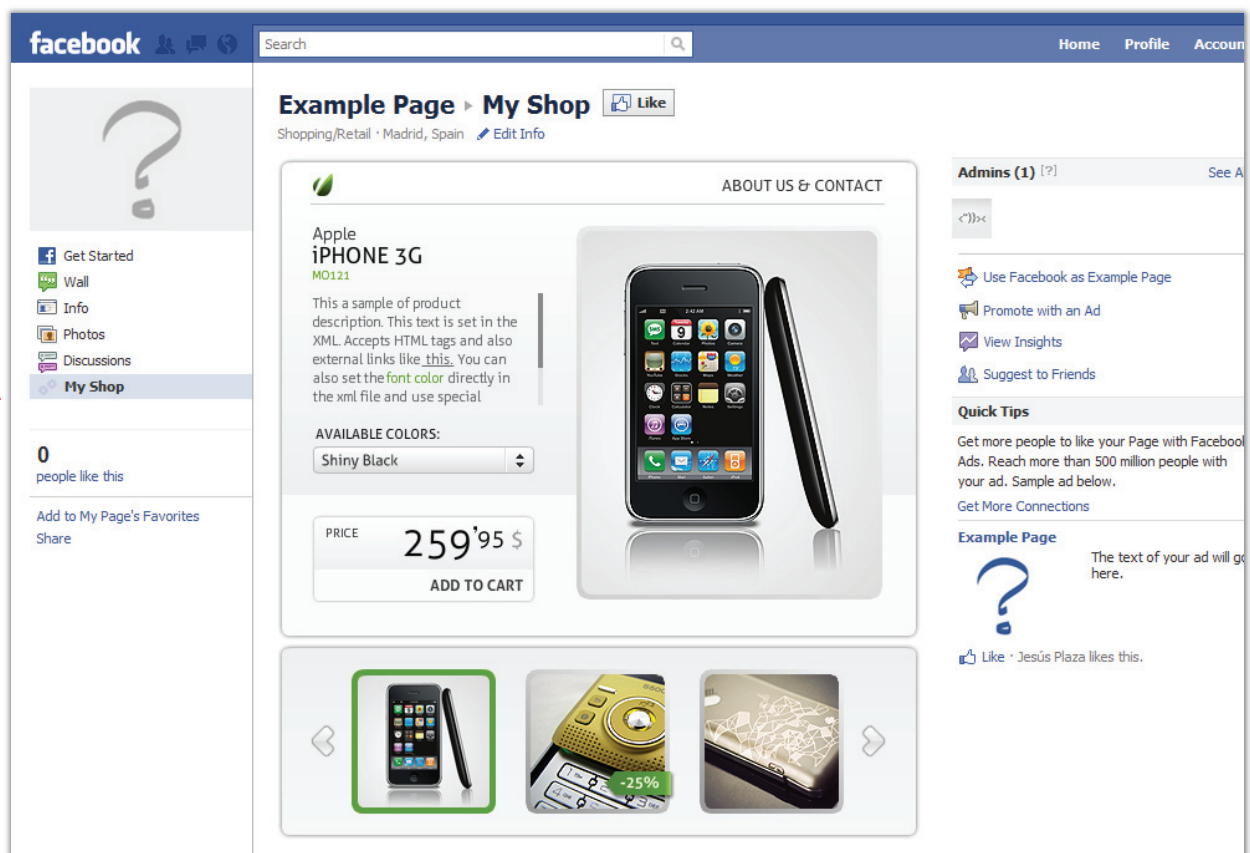 facebook
Search
Home Profile Accoun
Example Page ▸ My Shop Like
Shopping/Retail · Madrid, Spain Edit Info
Get Started
Wall
Info
Photos
Discussions
My Shop
0
people like this
Add to My Page's Favorites
Share
ABOUT US & CONTACT
Apple
iPHONE 3G
MO121
This a sample of product
description. This text is set in the
XML. Accepts HTML tags and also
external links like this. You can
also set the font color directly in
the xml file and use special
AVAILABLE COLORS:
Shiny Black
PRICE 259'95 $
ADD TO CART
2:42 AM
9
-25%
Admins (1) [?] See A
<"))><
Use Facebook as Example Page
Promote with an Ad
View Insights
Suggest to Friends
Quick Tips
Get more people to like your Page with Facebook
Ads. Reach more than 500 million people with
your ad. Sample ad below.
Get More Connections
Example Page
The text of your ad will go
here.
Like · Jesús Plaza likes this.